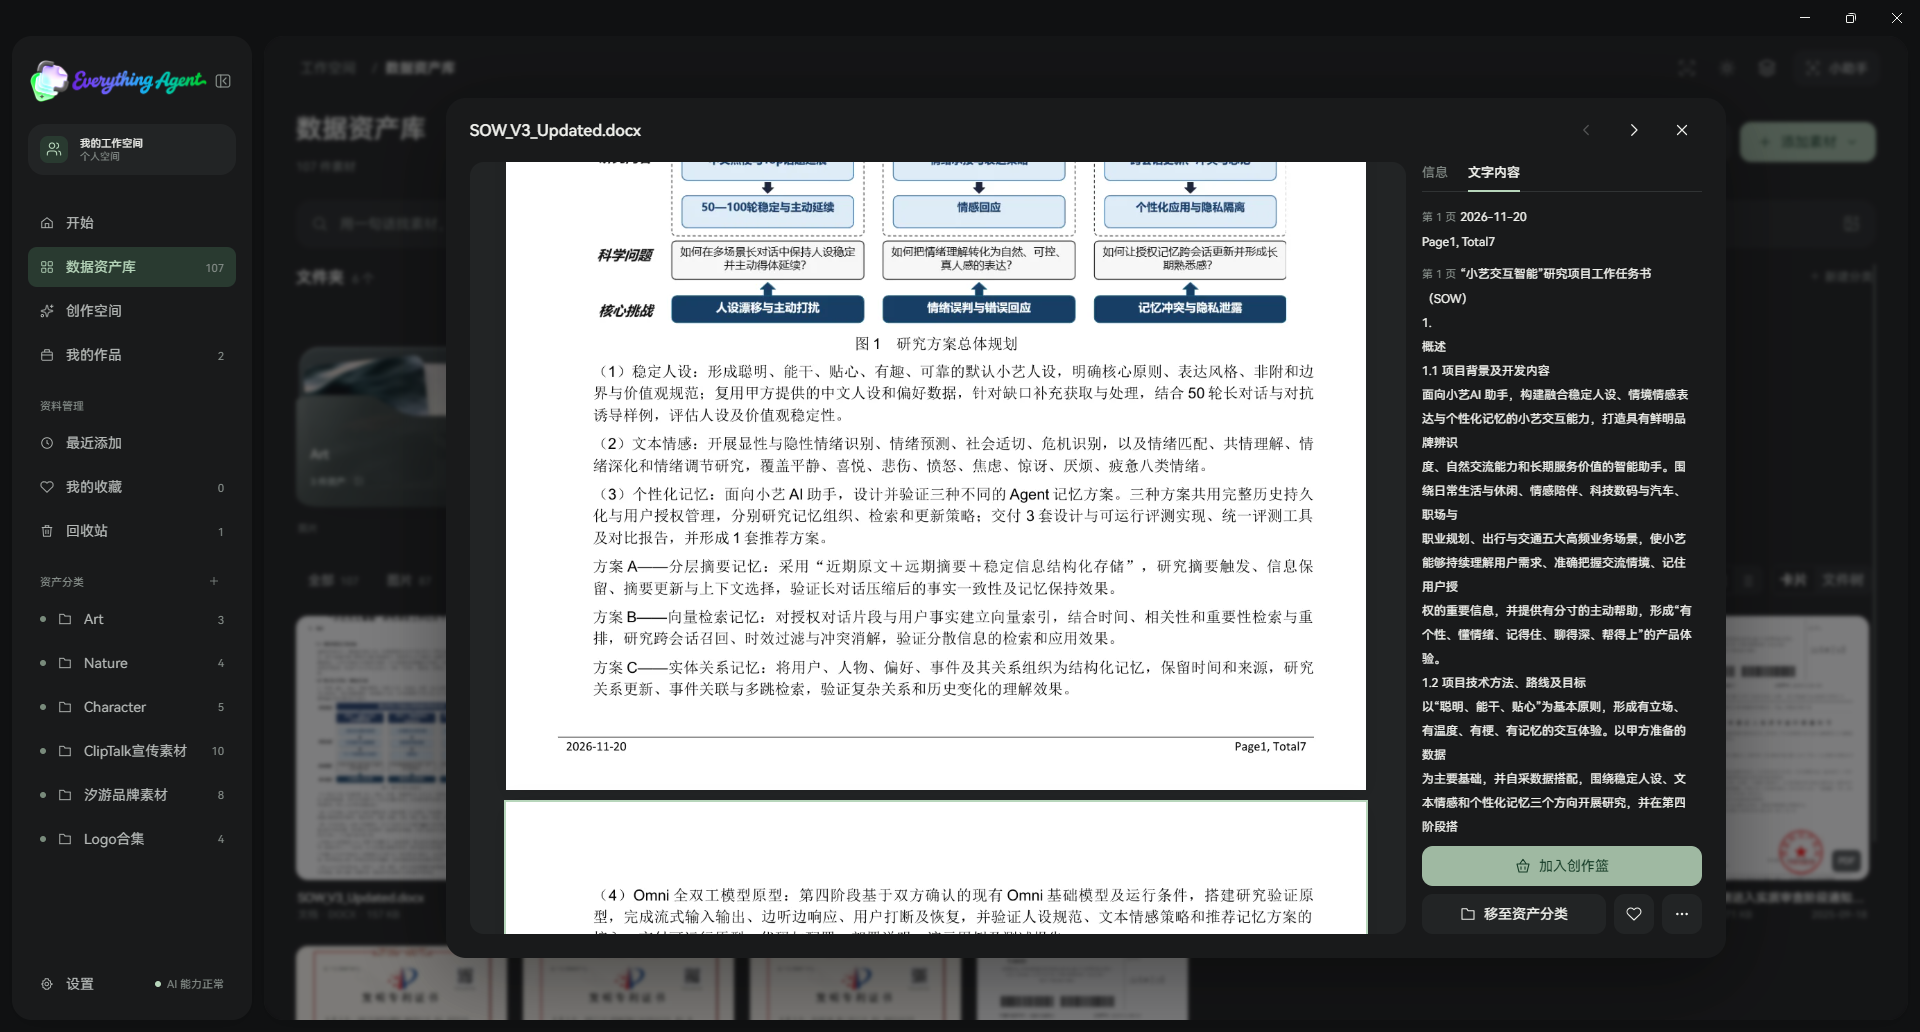 Everything Agent
我的工作空间
个人空间
开始
数据资产库 107
创作空间
我的作品 2
资料管理
最近添加
我的收藏 0
回收站 1
资产分类 +
Art 3
Nature 4
Character 5
ClipTalk宣传素材 10
汐游品牌素材 8
Logo合集 4
设置
AI 能力正常
工作空间 / 数据资产库
数据资产库
文件夹
SOW_V3_Updated.docx
50—100轮稳定与主动延续
情感回应
个性化应用与隐私隔离
科学问题
如何在多场景长对话中保持人设稳定
并主动得体延续?
如何把情绪理解转化为自然、可控、
真人感的表达?
如何让授权记忆跨会话更新并形成长
期熟悉感?
核心挑战
人设漂移与主动打扰
情绪误判与错误回应
记忆冲突与隐私泄露
图 1 研究方案总体规划
（1）稳定人设：形成聪明、能干、贴心、有趣、可靠的默认小艺人设，明确核心原则、表达风格、非附和边
界与价值观规范；复用甲方提供的中文人设和偏好数据，针对缺口补充获取与处理，结合 50 轮长对话与对抗
诱导样例，评估人设及价值观稳定性。
（2）文本情感：开展显性与隐性情绪识别、情绪预测、社会适切、危机识别，以及情绪匹配、共情理解、情
绪深化和情绪调节研究，覆盖平静、喜悦、悲伤、愤怒、焦虑、惊讶、厌烦、疲惫八类情绪。
（3）个性化记忆：面向小艺 AI 助手，设计并验证三种不同的 Agent 记忆方案。三种方案共用完整历史持久
化与用户授权管理，分别研究记忆组织、检索和更新策略；交付 3 套设计与可运行评测实现、统一评测工具
及对比报告，并形成 1 套推荐方案。
方案 A——分层摘要记忆：采用“近期原文＋远期摘要＋稳定信息结构化存储”，研究摘要触发、信息保
留、摘要更新与上下文选择，验证长对话压缩后的事实一致性及记忆保持效果。
方案 B——向量检索记忆：对授权对话片段与用户事实建立向量索引，结合时间、相关性和重要性检索与重
排，研究跨会话召回、时效过滤与冲突消解，验证分散信息的检索和应用效果。
方案 C——实体关系记忆：将用户、人物、偏好、事件及其关系组织为结构化记忆，保留时间和来源，研究
关系更新、事件关联与多跳检索，验证复杂关系和历史变化的理解效果。
2026-11-20 Page1, Total7
（4）Omni 全双工模型原型：第四阶段基于双方确认的现有 Omni 基础模型及运行条件，搭建研究验证原
型，完成流式输入输出、边听边响应、用户打断及恢复，并验证人设规范、文本情感策略和推荐记忆方案的
信息 文字内容
第 1 页 2026-11-20
Page1, Total7
第 1 页 “小艺交互智能”研究项目工作任务书
（SOW)
1.
概述
1.1 项目背景及开发内容
面向小艺AI 助手，构建融合稳定人设、情境情感表
达与个性化记忆的小艺交互能力，打造具有鲜明品
牌辨识
度、自然交流能力和长期服务价值的智能助手。围
绕日常生活与休闲、情感陪伴、科技数码与汽车、
职场与
职业规划、出行与交通五大高频业务场景，使小艺
能够持续理解用户需求、准确把握交流情境、记住
用户授
权的重要信息，并提供有分寸的主动帮助，形成“有
个性、懂情绪、记得住、聊得深、帮得上”的产品体
验。
1.2 项目技术方法、路线及目标
以“聪明、能干、贴心”为基本原则，形成有立场、
有温度、有梗、有记忆的交互体验。以甲方准备的
数据
为主要基础，并自采数据搭配，围绕稳定人设、文
本情感和个性化记忆三个方向开展研究，并在第四
阶段搭
加入创作篮
移至资产分类